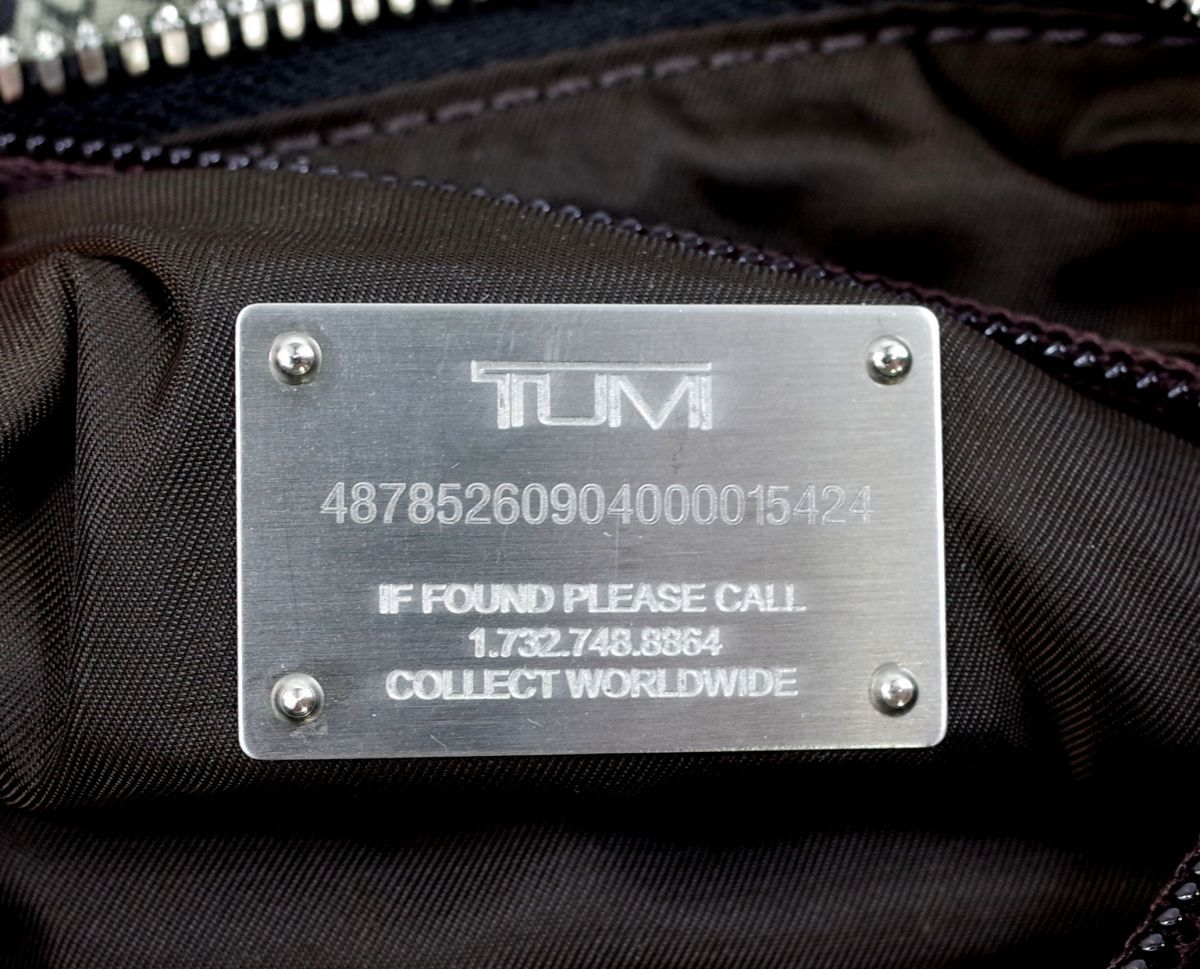 TUMI
48785260904000015424
IF FOUND PLEASE CALL
1.732.748.8864
COLLECT WORLDWIDE